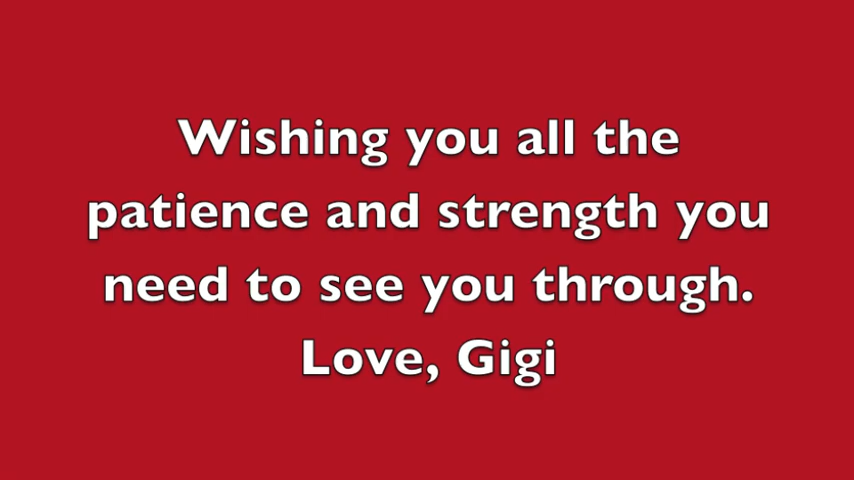 Wishing you all the
patience and strength you
need to see you through.
Love, Gigi